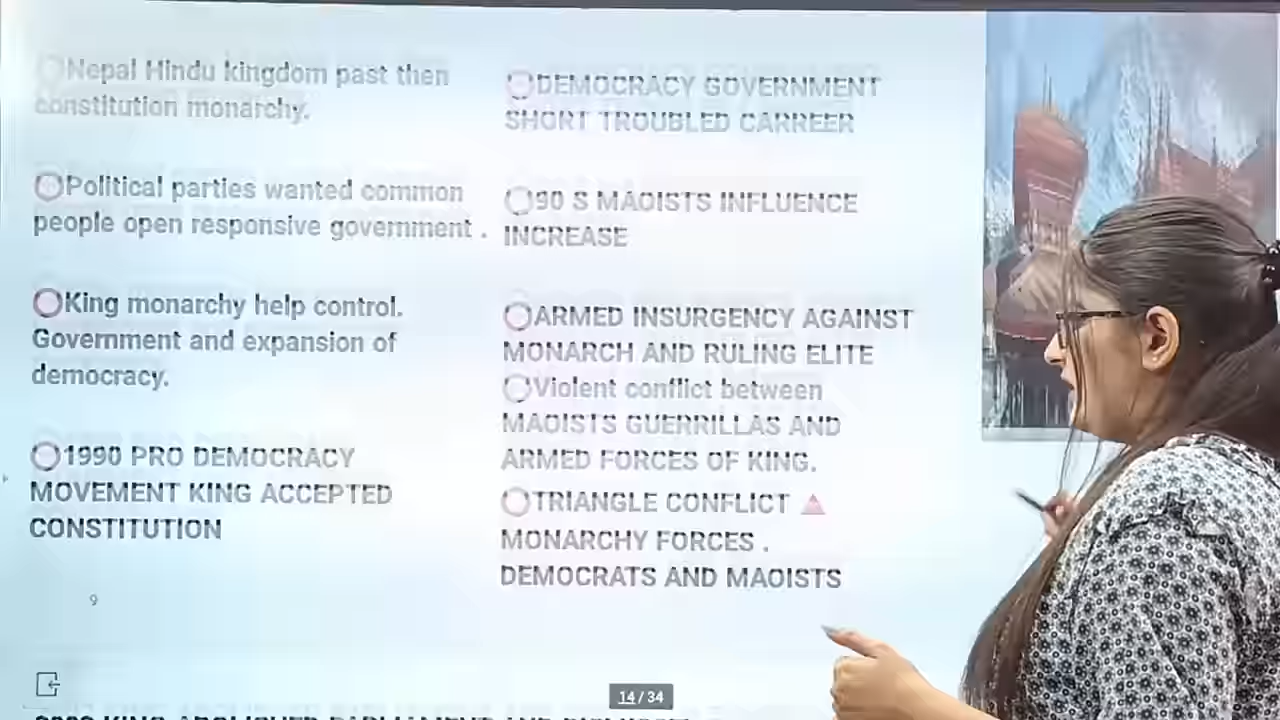 Nepal Hindu kingdom past then
constitution monarchy.
Political parties wanted common
people open responsive government .
King monarchy help control.
Government and expansion of
democracy.
1990 PRO DEMOCRACY
MOVEMENT KING ACCEPTED
CONSTITUTION
9
DEMOCRACY GOVERNMENT
SHORT TROUBLED CARREER
90 S MAOISTS INFLUENCE
INCREASE
ARMED INSURGENCY AGAINST
MONARCH AND RULING ELITE
Violent conflict between
MAOISTS GUERRILLAS AND
ARMED FORCES OF KING.
TRIANGLE CONFLICT
MONARCHY FORCES .
DEMOCRATS AND MAOISTS
14 / 34